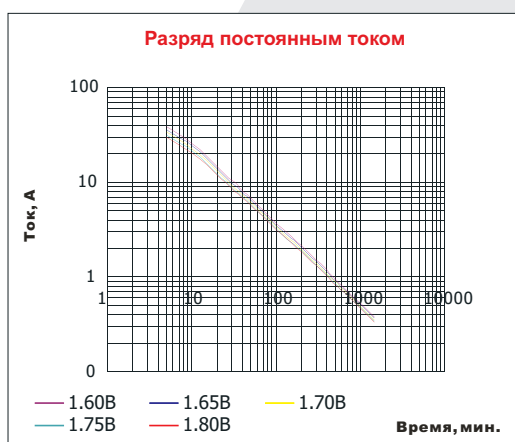 Разряд постоянным током
100
10
1
0
Ток, А
1 10 100 1000 10000
1.60В 1.65В 1.70В
1.75В 1.80В
Время, мин.